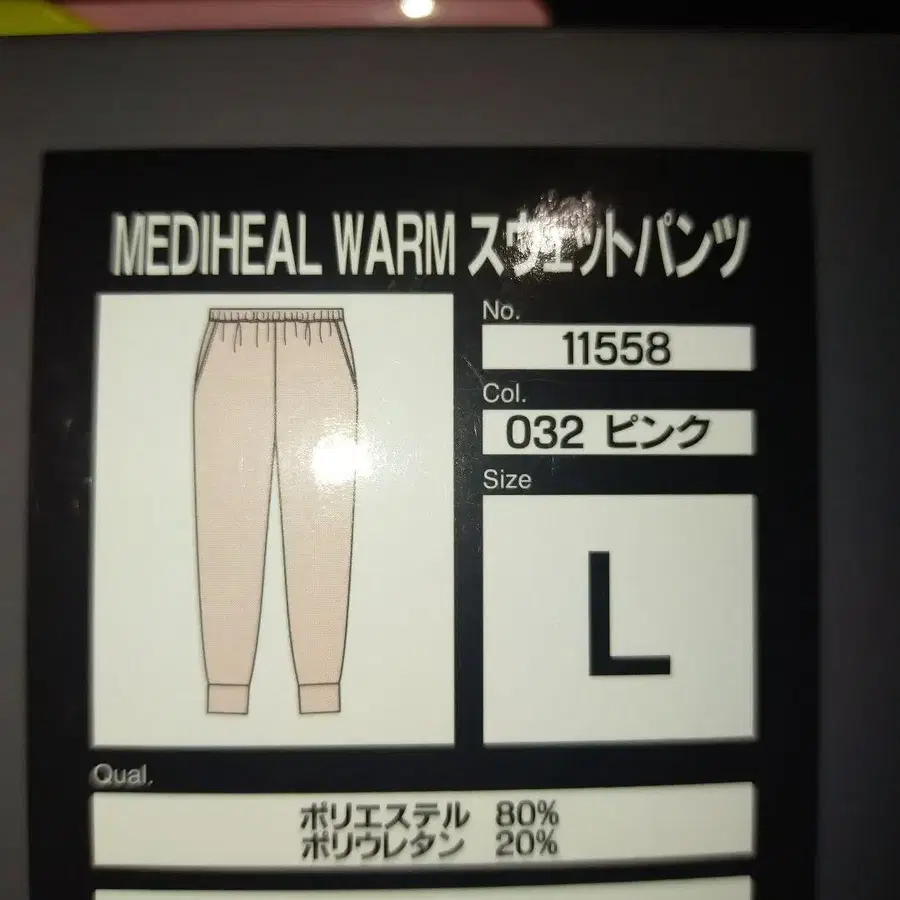 MEDIHEAL WARM スウェットパンツ
No.
11558
Col.
032 ピンク
Size
L
Qual.
ポリエステル 80%
ポリウレタン 20%